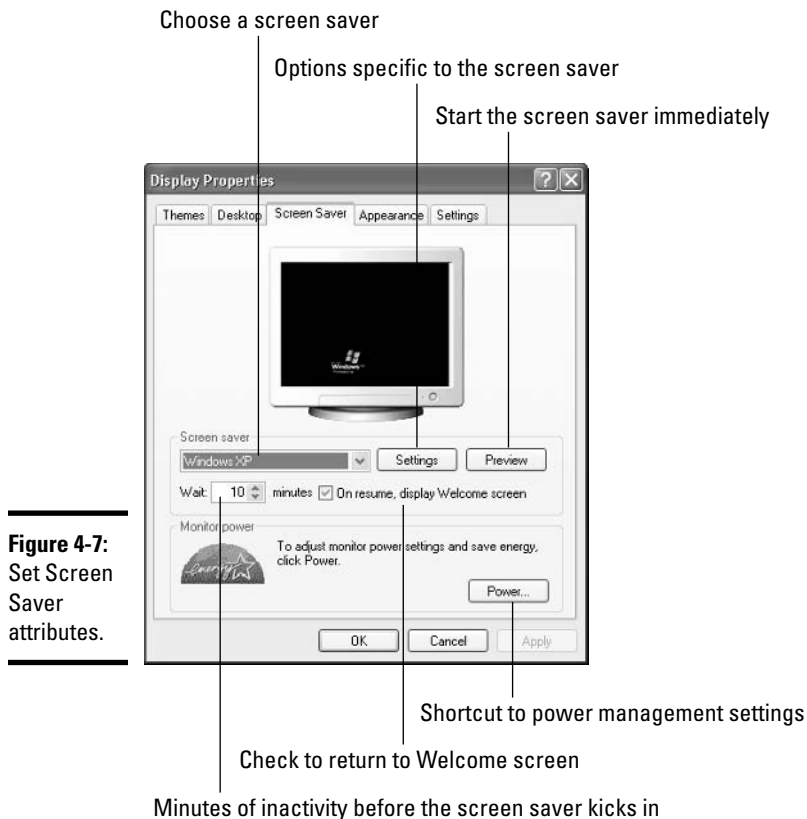 Choose a screen saver
Options specific to the screen saver
Start the screen saver immediately
Display Properties
Themes Desktop Screen Saver Appearance Settings
Windows
Screen saver
Windows XP Settings Preview
Wait: 10 minutes On resume, display Welcome screen
Monitor power
energy
To adjust monitor power settings and save energy,
click Power.
Power...
OK Cancel Apply
Figure 4-7:
Set Screen
Saver
attributes.
Shortcut to power management settings
Check to return to Welcome screen
Minutes of inactivity before the screen saver kicks in